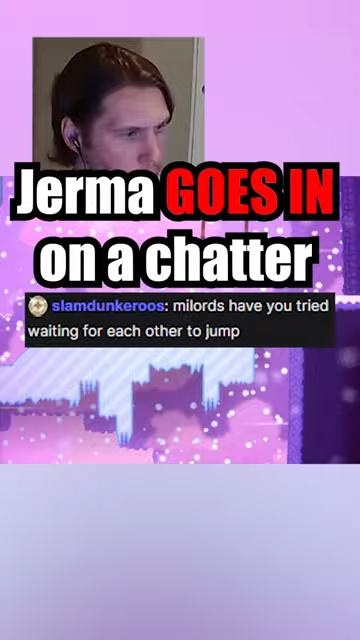 Jerma GOES IN
on a chatter
slamdunkeroos: milords have you tried
waiting for each other to jump